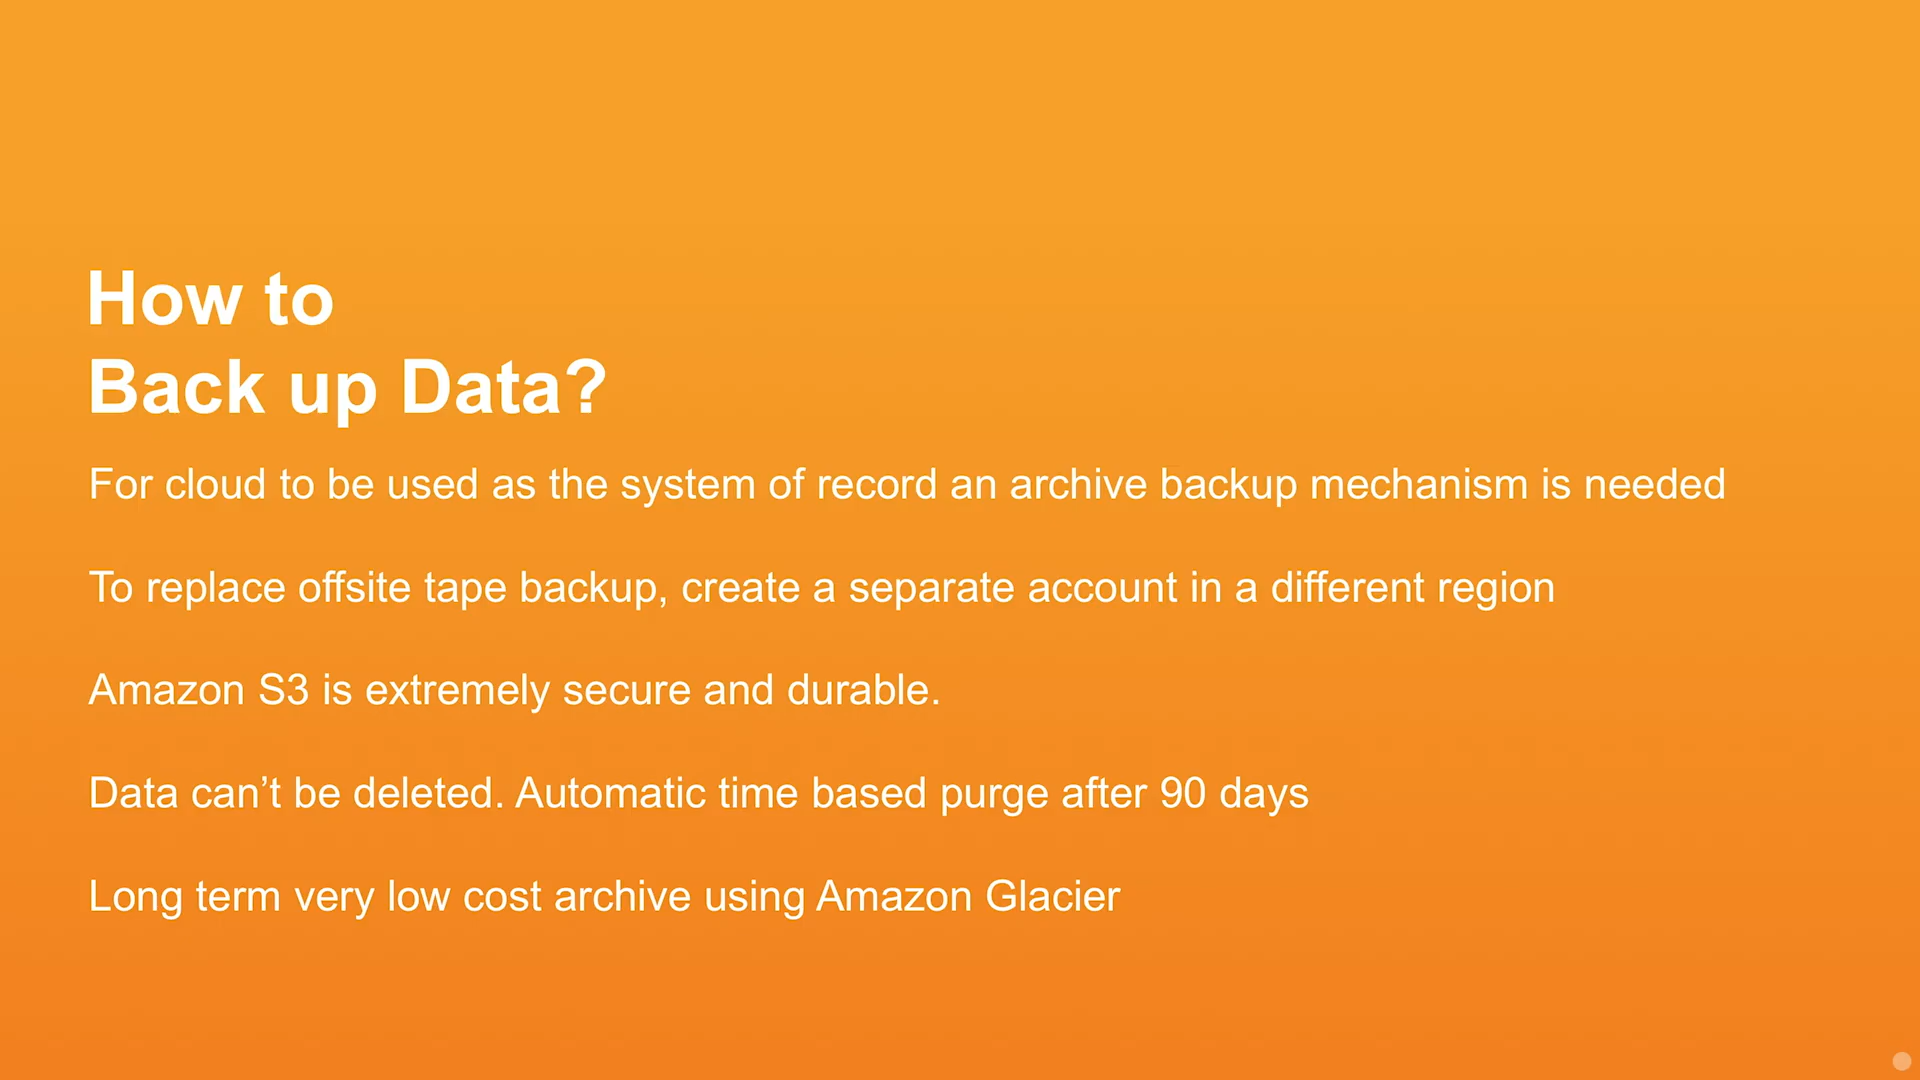 How to
Back up Data?
For cloud to be used as the system of record an archive backup mechanism is needed
To replace offsite tape backup, create a separate account in a different region
Amazon S3 is extremely secure and durable.
Data can’t be deleted. Automatic time based purge after 90 days
Long term very low cost archive using Amazon Glacier